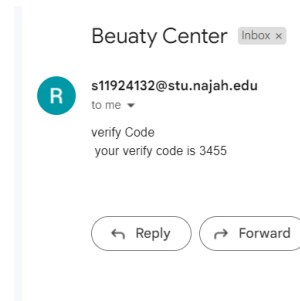 Beuaty Center Inbox ×
R
s11924132@stu.najah.edu
to me
verify Code
your verify code is 3455
Reply Forward